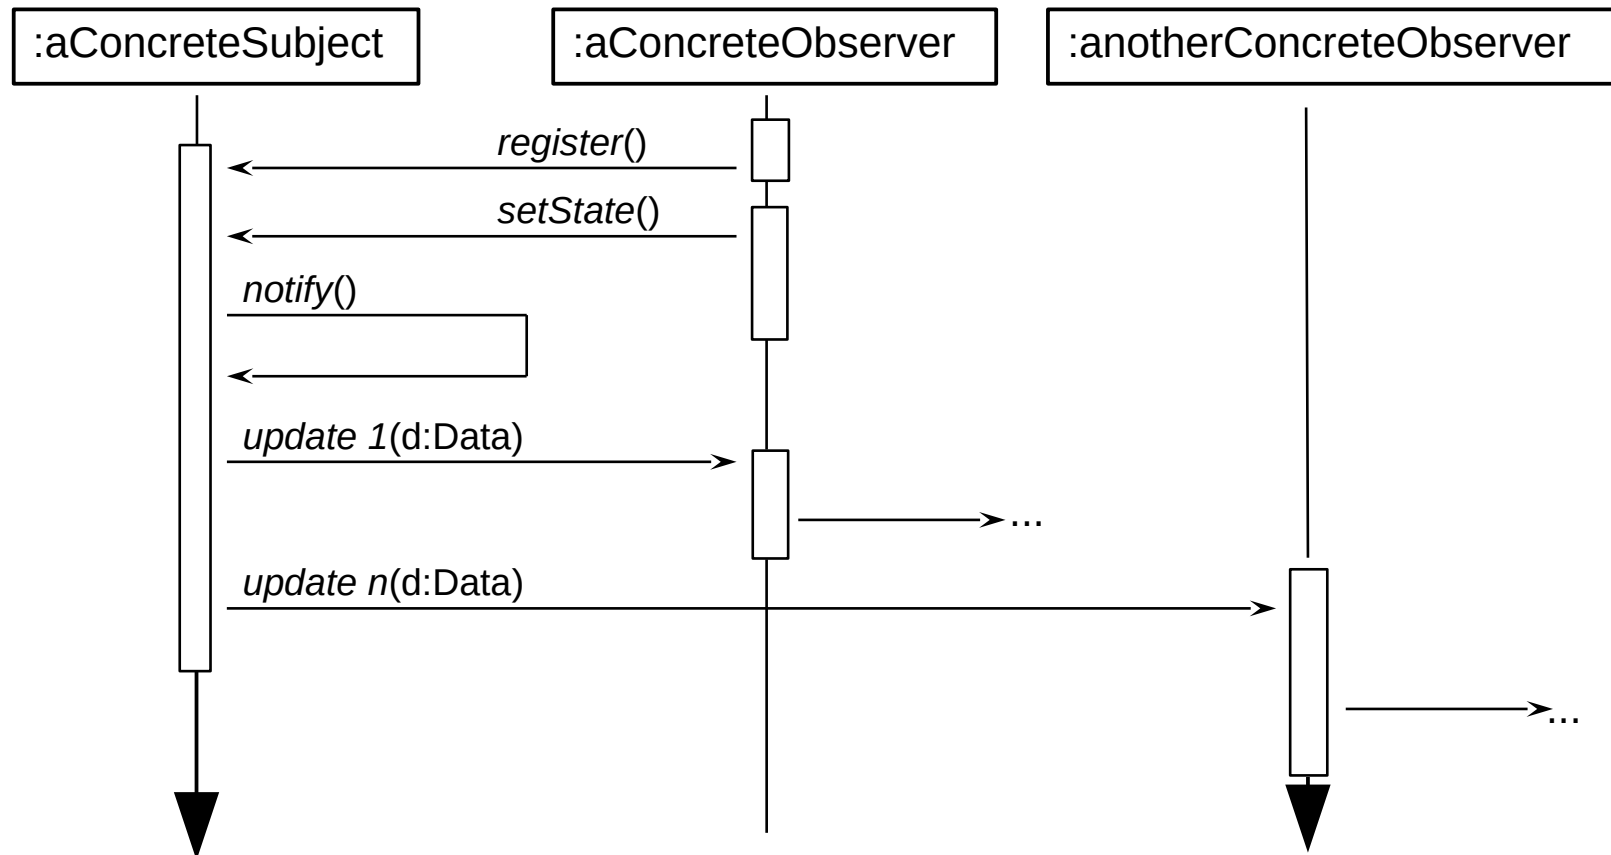 :aConcreteSubject
:aConcreteObserver
:anotherConcreteObserver
register()
setState()
notify()
update 1(d:Data)
...
update n(d:Data)
...